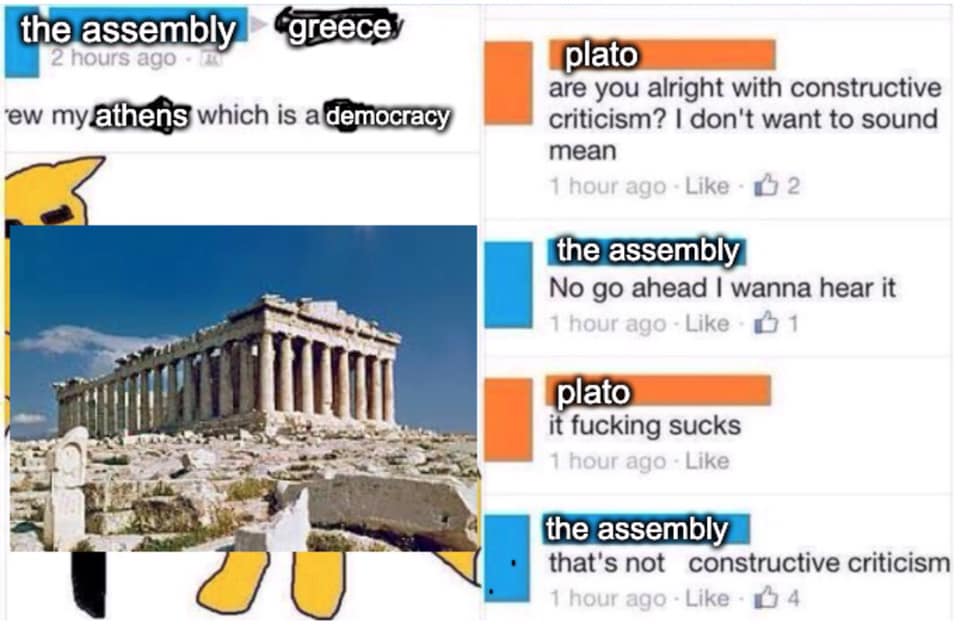 the assembly greece
2 hours ago
ew my athens which is a democracy
plato
are you alright with constructive
criticism? I don't want to sound
mean
1 hour ago · Like · 2
the assembly
No go ahead I wanna hear it
1 hour ago · Like · 1
plato
it fucking sucks
1 hour ago · Like
the assembly
that's not constructive criticism
1 hour ago · Like · 4